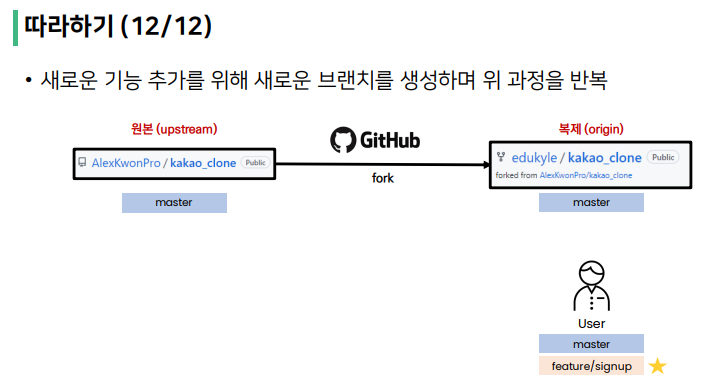 따라하기 (12/12)
• 새로운 기능 추가를 위해 새로운 브랜치를 생성하며 위 과정을 반복
원본 (upstream)
GitHub
복제 (origin)
AlexKwonPro / kakao_clone Public
fork
edukyle / kakao_clone Public
forked from AlexKwonPro/kakao_clone
master
master
User
master
feature/signup